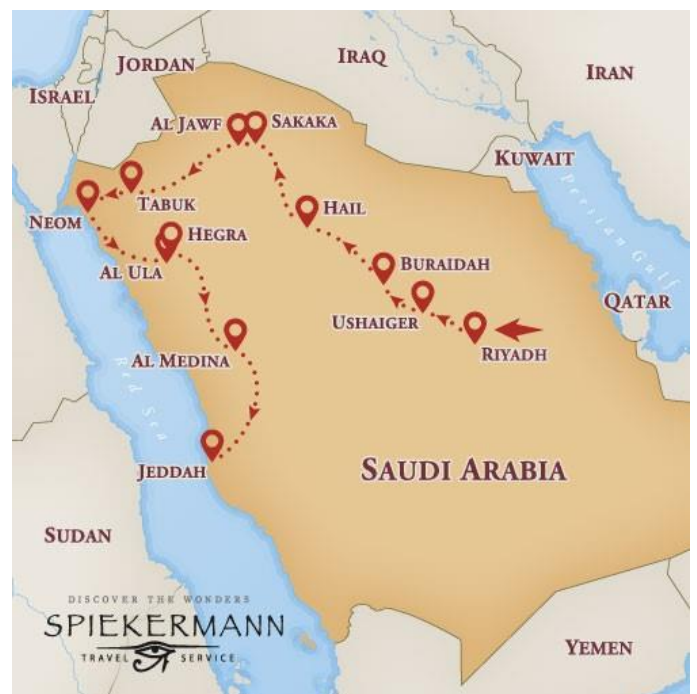 JORDAN
IRAQ
IRAN
ISRAEL
AL JAWF
SAKAKA
KUWAIT
Persian Gulf
TABUK
HAIL
NEOM
HEGRA
AL ULA
BURAIDAH
QATAR
USHAIGER
RIYADH
AL MEDINA
Red Sea
JEDDAH
SAUDI ARABIA
SUDAN
DISCOVER THE WONDERS
SPIEKERMANN
TRAVEL SERVICE
YEMEN